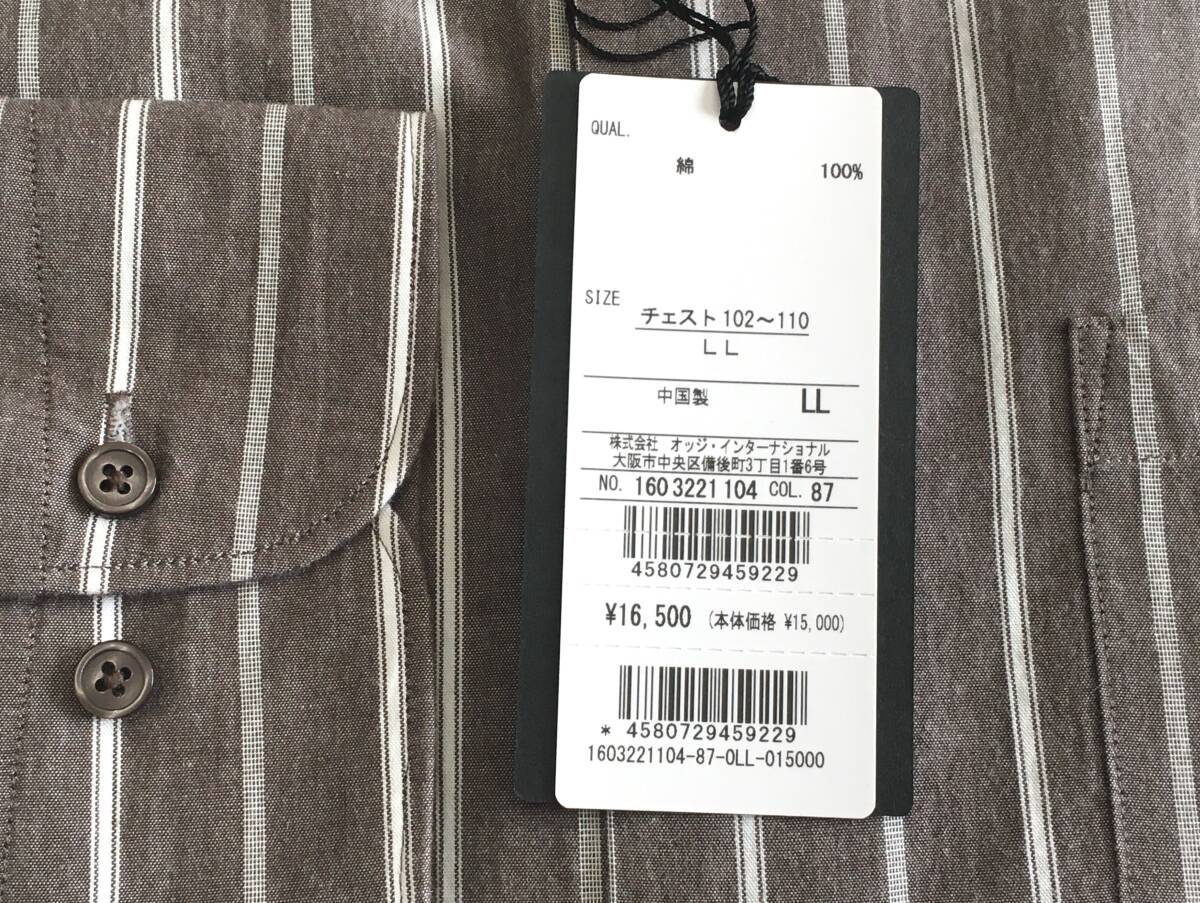 QUAL.
綿 100%
SIZE
チェスト 102～110
LL
中国製 LL
株式会社 オッジ・インターナショナル
大阪市中央区備後町3丁目1番6号
NO. 1603221104 COL. 87
4580729459229
¥16,500 (本体価格 ¥15,000)
* 4580729459229
1603221104-87-0LL-015000